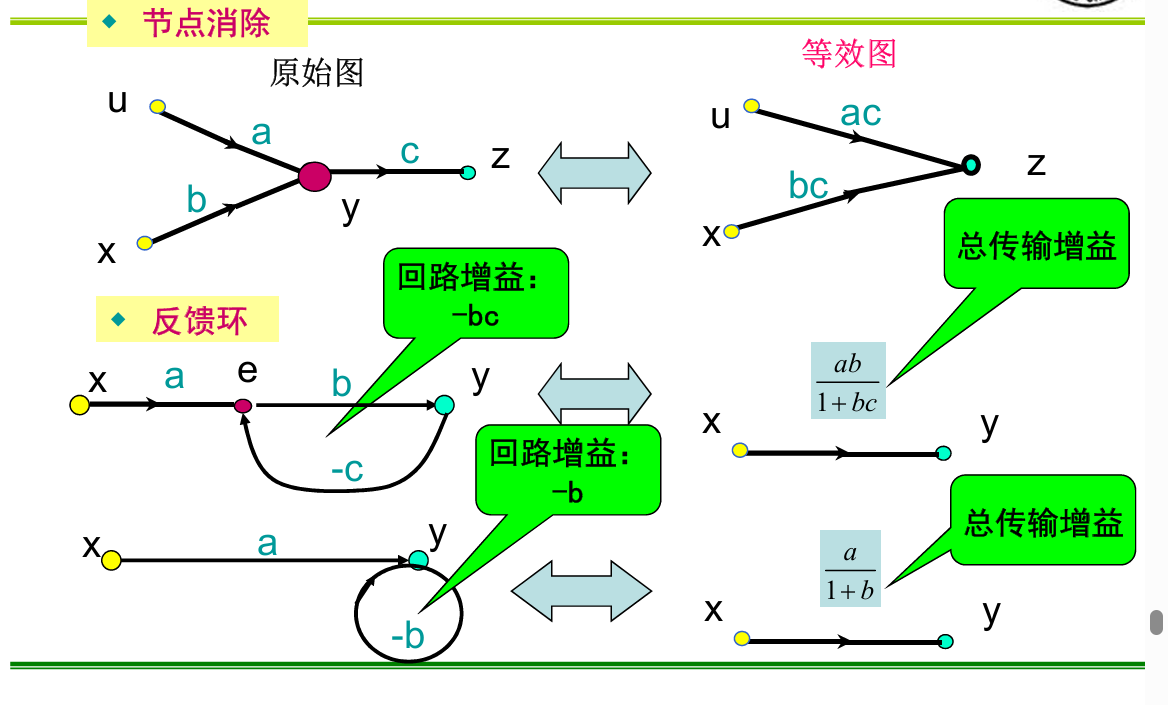 ◆ 节点消除
原始图
等效图
u
a
c
z
b
y
x
u
ac
z
bc
x
总传输增益
回路增益：
-bc
◆ 反馈环
x
a
e
b
y
-c
ab
1+bc
x
y
回路增益：
-b
x
a
y
-b
总传输增益
a
1+b
x
y